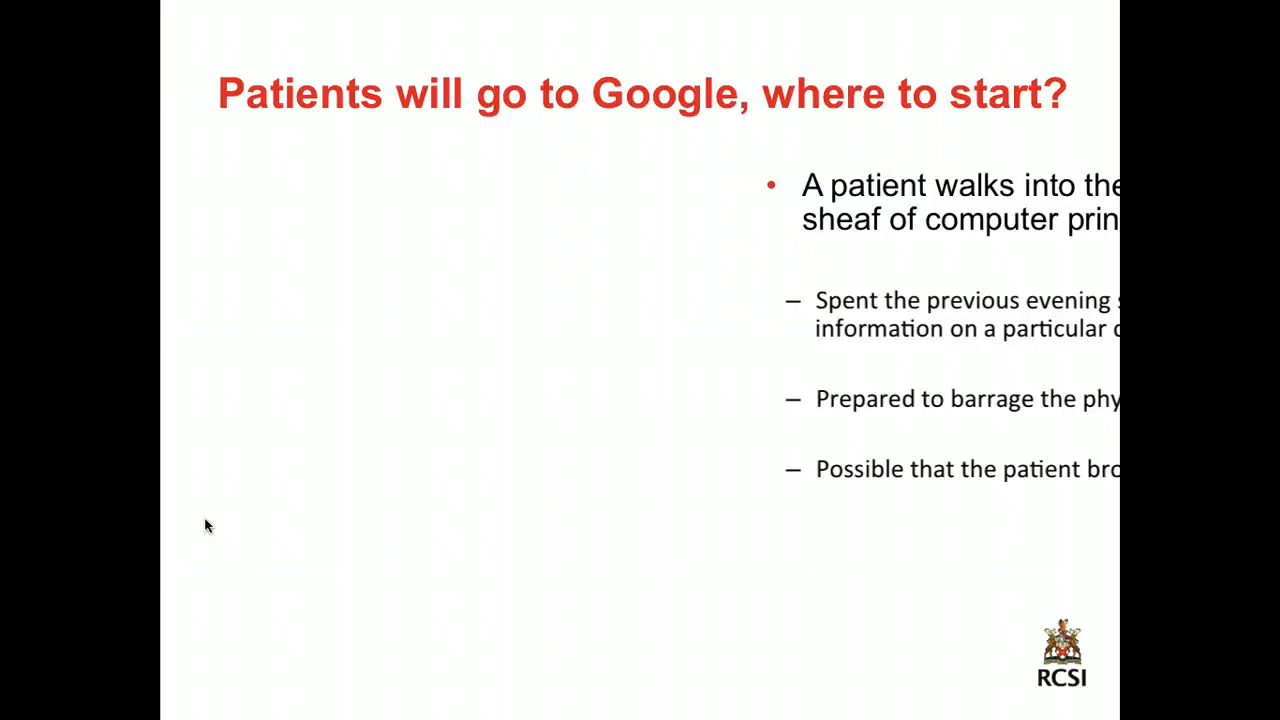 Patients will go to Google, where to start?
• A patient walks into the
sheaf of computer prin
– Spent the previous evening
information on a particular
– Prepared to barrage the phy
– Possible that the patient bro
RCSI